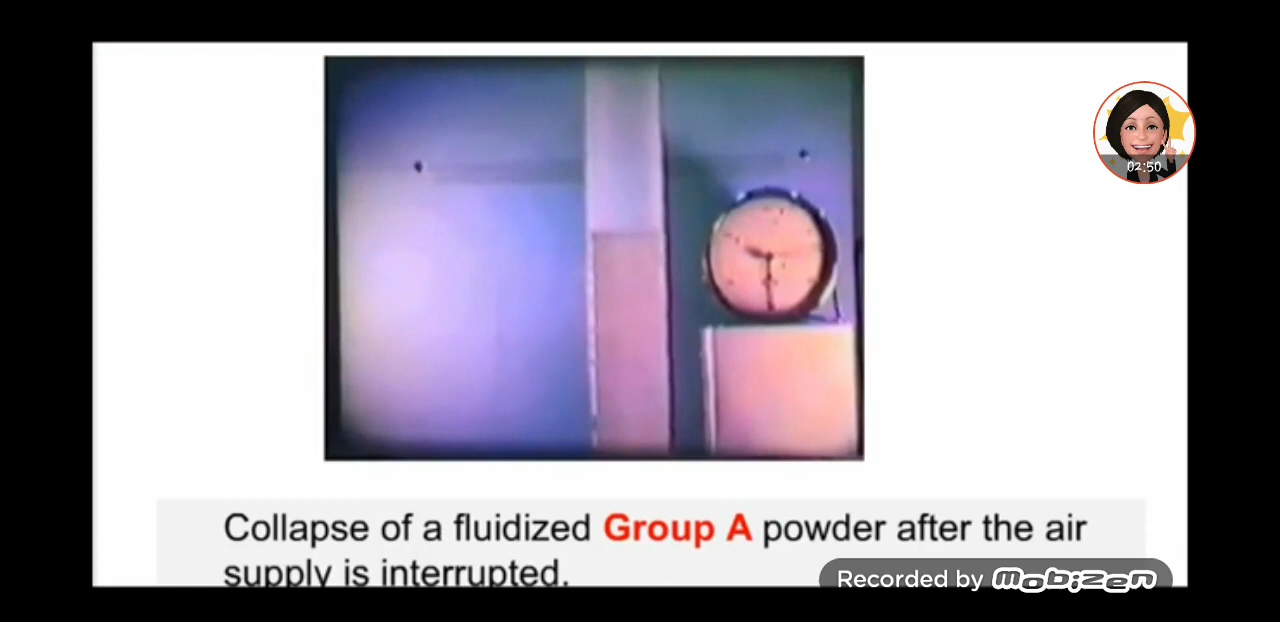 02:50
Collapse of a fluidized Group A powder after the air
supply is interrupted.
Recorded by Mobizen